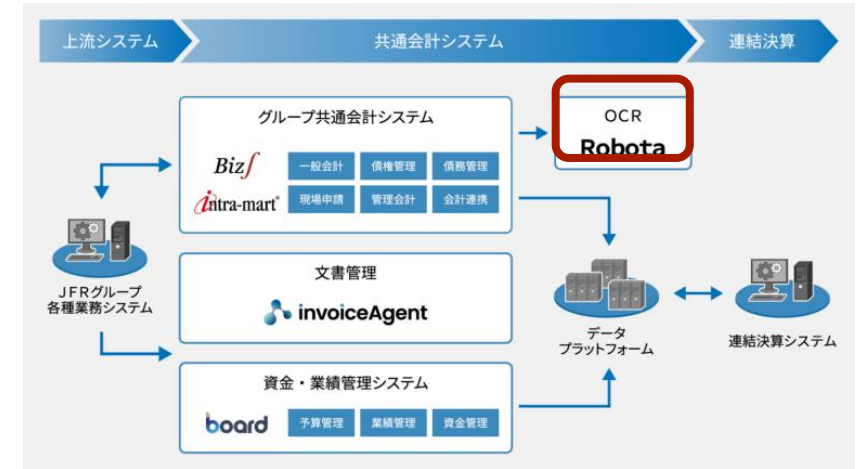 上流システム
共通会計システム
連結決算
グループ共通会計システム
Biz∫
一般会計
債権管理
債務管理
intra-mart
現場申請
管理会計
会計連携
OCR
Robota
JFRグループ
各種業務システム
文書管理
invoiceAgent
データ
プラットフォーム
連結決算システム
資金・業績管理システム
board
予算管理
業績管理
資金管理